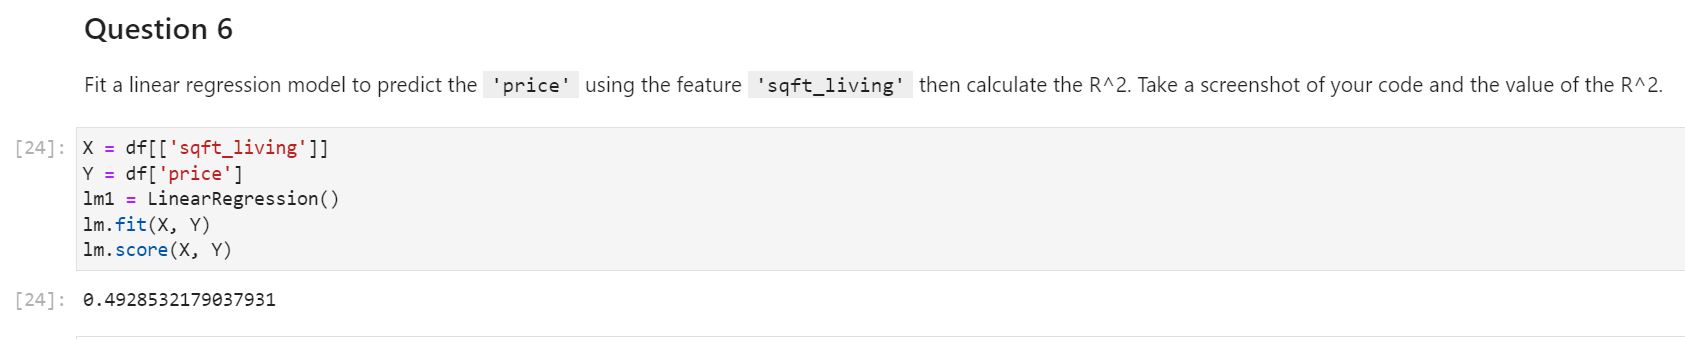 Question 6
Fit a linear regression model to predict the 'price' using the feature 'sqft_living' then calculate the R^2. Take a screenshot of your code and the value of the R^2.
[24]: X = df[['sqft_living']]
Y = df['price']
lm1 = LinearRegression()
lm.fit(X, Y)
lm.score(X, Y)
[24]: 0.4928532179037931